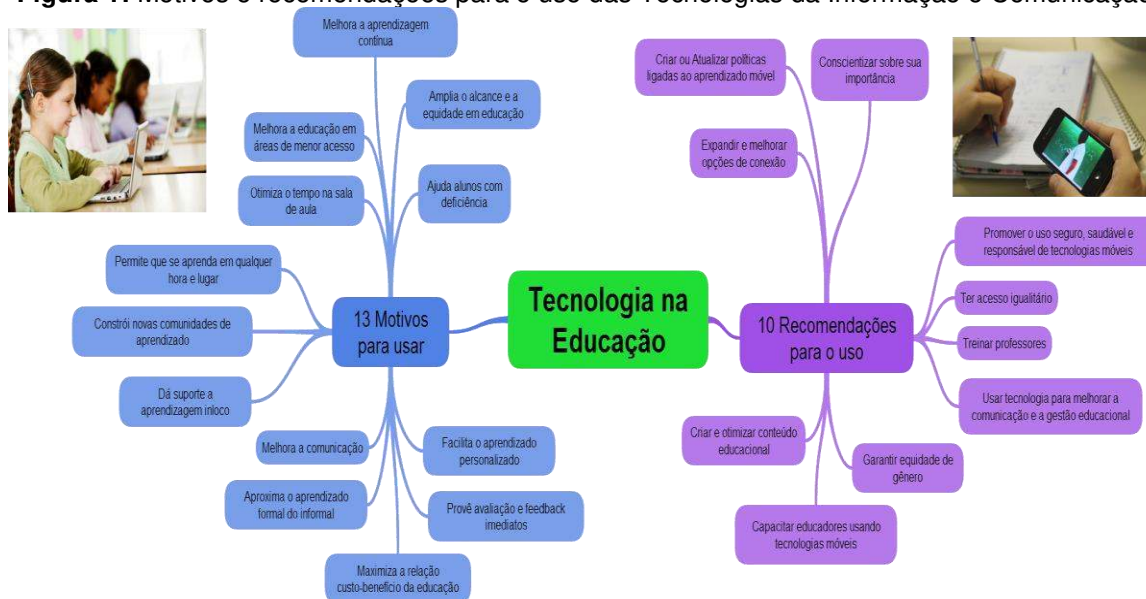 Figura 1. Motivos e recomendações para o uso das Tecnologias da Informação e Comunicação
Melhora a aprendizagem
contínua
Amplia o alcance e a
equidade em educação
Melhora a educação em
áreas de menor acesso
Otimiza o tempo na sala
de aula
Ajuda alunos com
deficiência
Permite que se aprenda em qualquer
hora e lugar
Constrói novas comunidades de
aprendizado
Dá suporte a
aprendizagem inloco
13 Motivos
para usar
Melhora a comunicação
Facilita o aprendizado
personalizado
Aproxima o aprendizado
formal do informal
Provê avaliação e feedback
imediatos
Maximiza a relação
custo-benefício da educação
Tecnologia na
Educação
Criar ou Atualizar políticas
ligadas ao aprendizado móvel
Conscientizar sobre sua
importância
Expandir e melhorar
opções de conexão
Promover o uso seguro, saudável e
responsável de tecnologias móveis
Ter acesso igualitário
10 Recomendações
para o uso
Treinar professores
Usar tecnologia para melhorar a
comunicação e a gestão educacional
Criar e otimizar conteúdo
educacional
Garantir equidade de
gênero
Capacitar educadores usando
tecnologias móveis